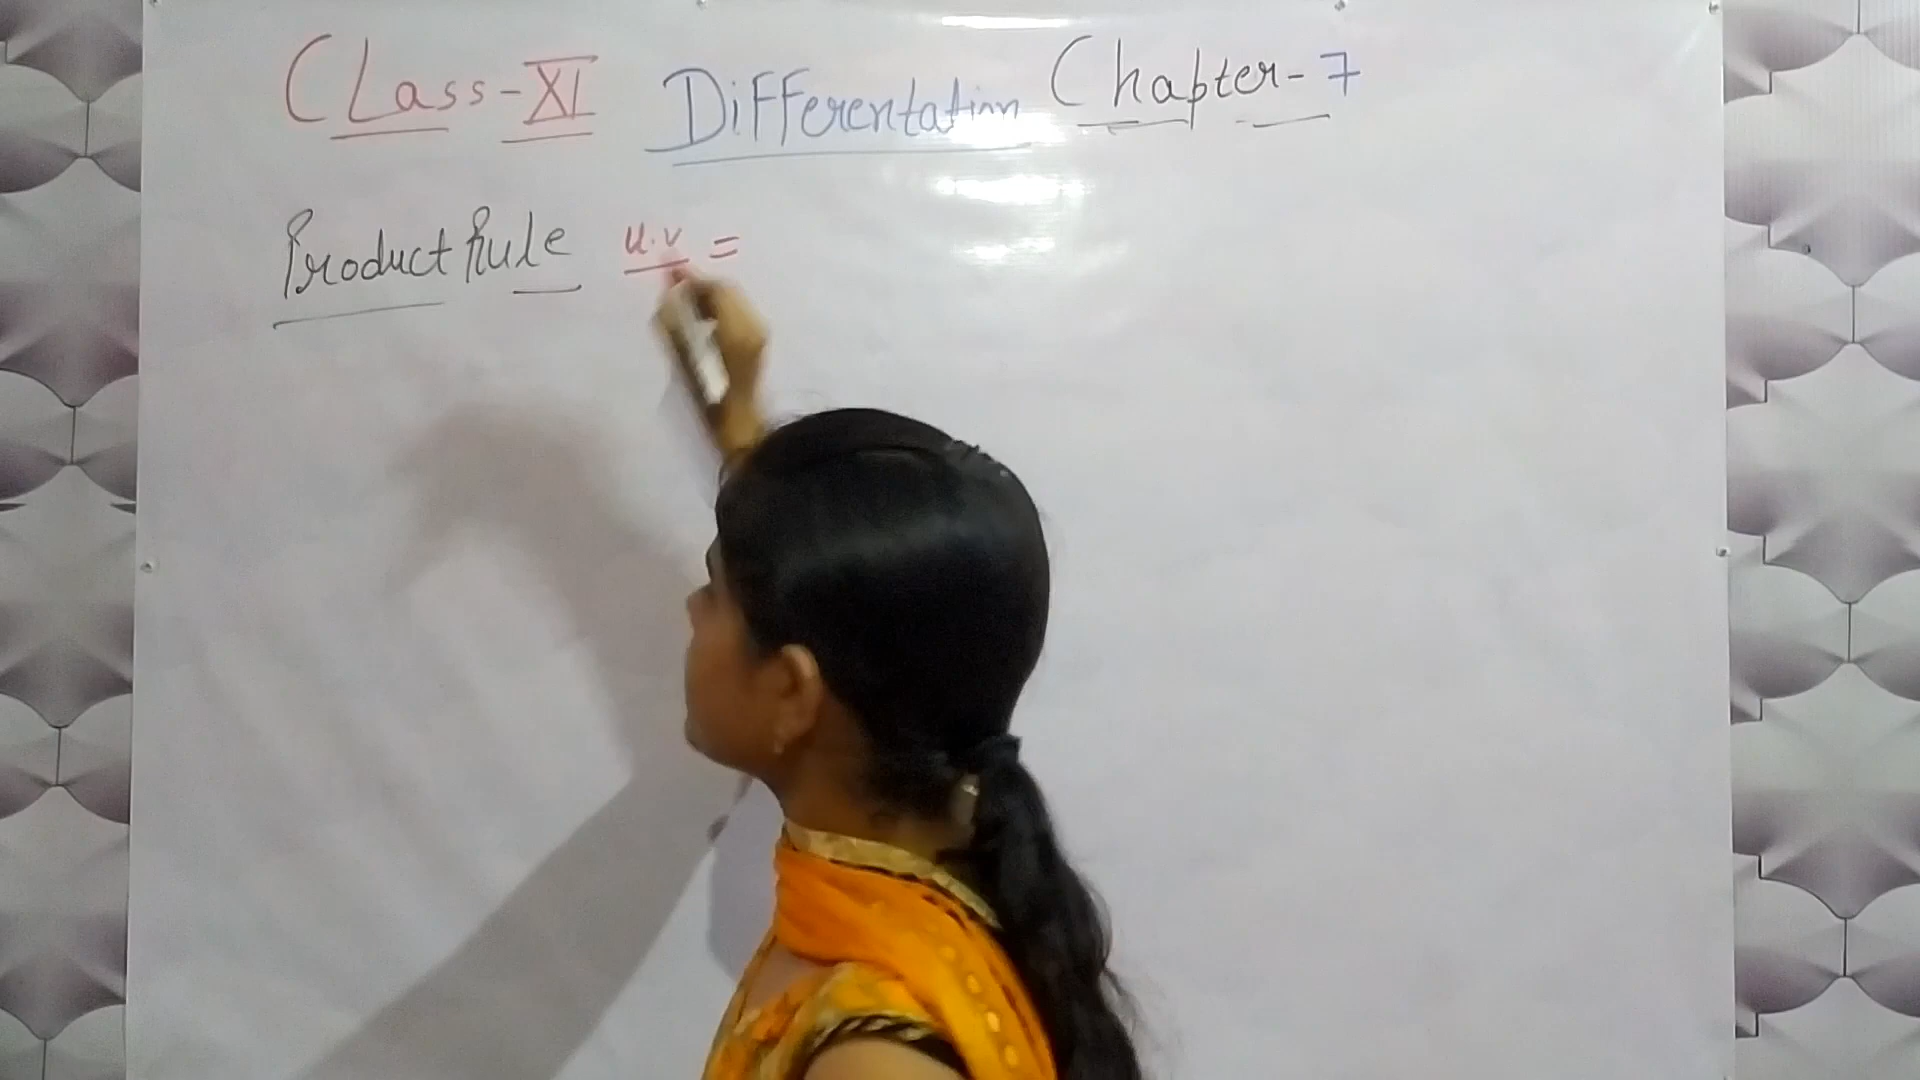 CLass-XI Differentation Chapter-7
Product Rule u.v =